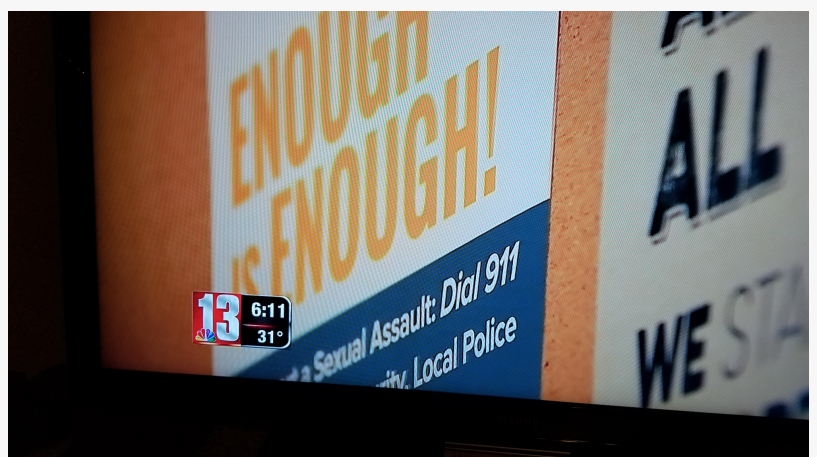 ENOUGH
IS ENOUGH!
a Sexual Assault: Dial 911
Local Police
13
6:11
31°
ALL
WE